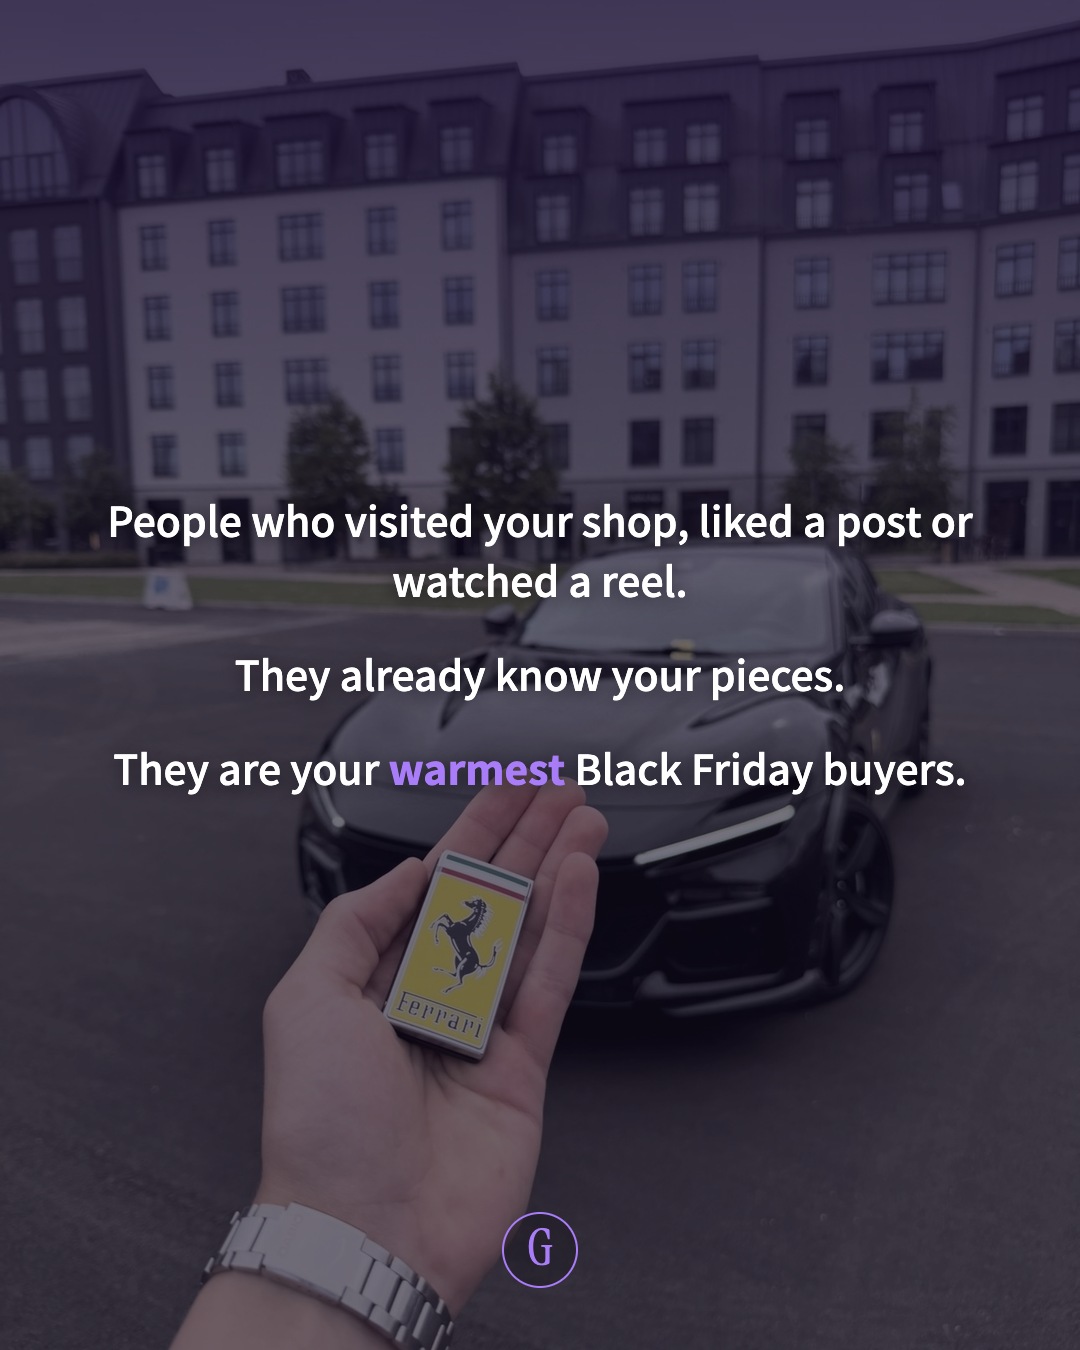 People who visited your shop, liked a post or
watched a reel.
They already know your pieces.
They are your warmest Black Friday buyers.
Ferrari
G